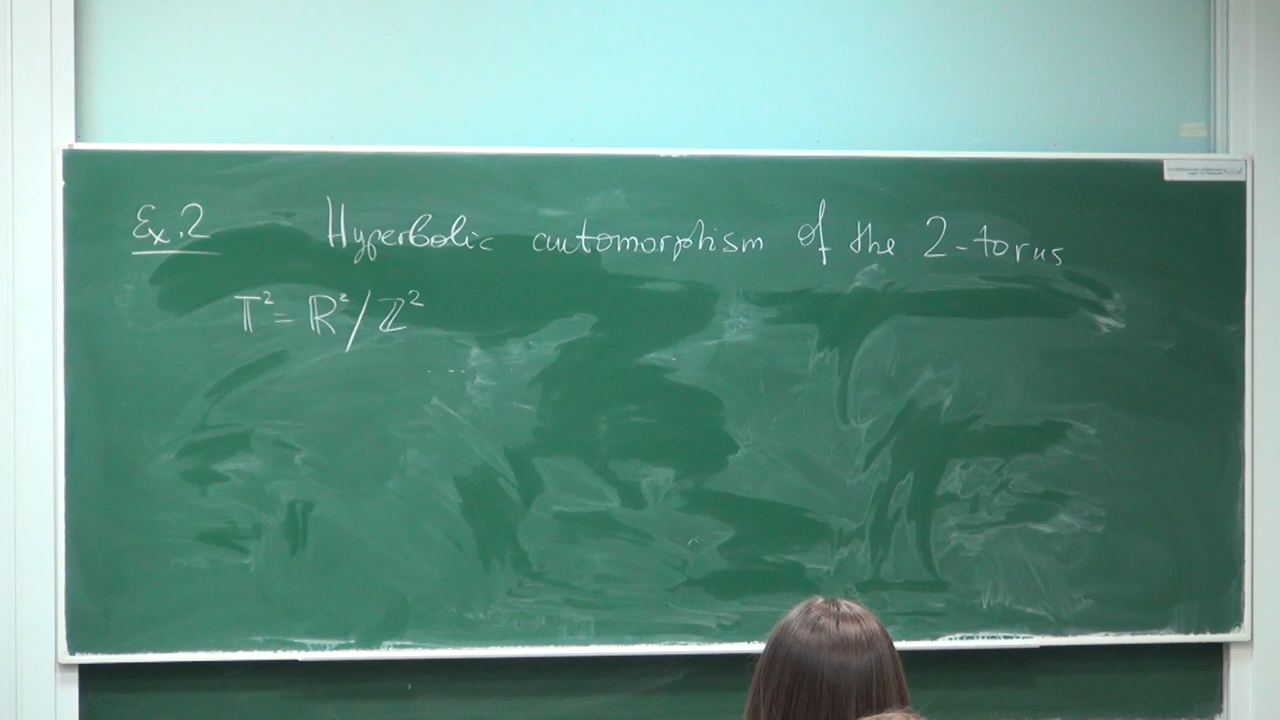 Ex.2 Hyperbolic automorphism of the 2-torus
𝕋² = ℝ²/ℤ²